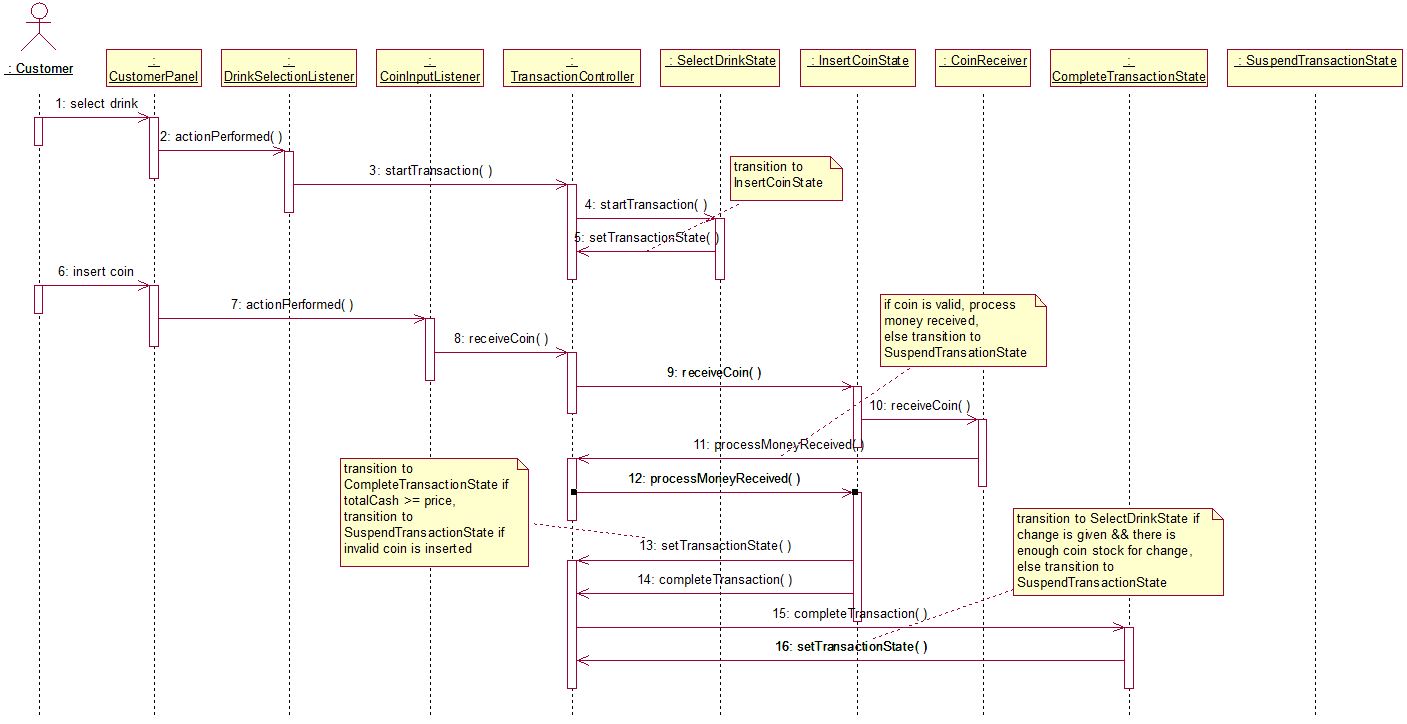 : Customer
:
CustomerPanel
:
DrinkSelectionListener
:
CoinInputListener
:
TransactionController
: SelectDrinkState
: InsertCoinState
: CoinReceiver
:
CompleteTransactionState
: SuspendTransactionState
1: select drink
2: actionPerformed( )
3: startTransaction( )
transition to
InsertCoinState
4: startTransaction( )
5: setTransactionState( )
6: insert coin
7: actionPerformed( )
if coin is valid, process
money received,
else transition to
SuspendTransationState
8: receiveCoin( )
9: receiveCoin( )
10: receiveCoin( )
11: processMoneyReceived( )
transition to
CompleteTransactionState if
totalCash >= price,
transition to
SuspendTransactionState if
invalid coin is inserted
12: processMoneyReceived( )
transition to SelectDrinkState if
change is given && there is
enough coin stock for change,
else transition to
SuspendTransactionState
13: setTransactionState( )
14: completeTransaction( )
15: completeTransaction( )
16: setTransactionState( )